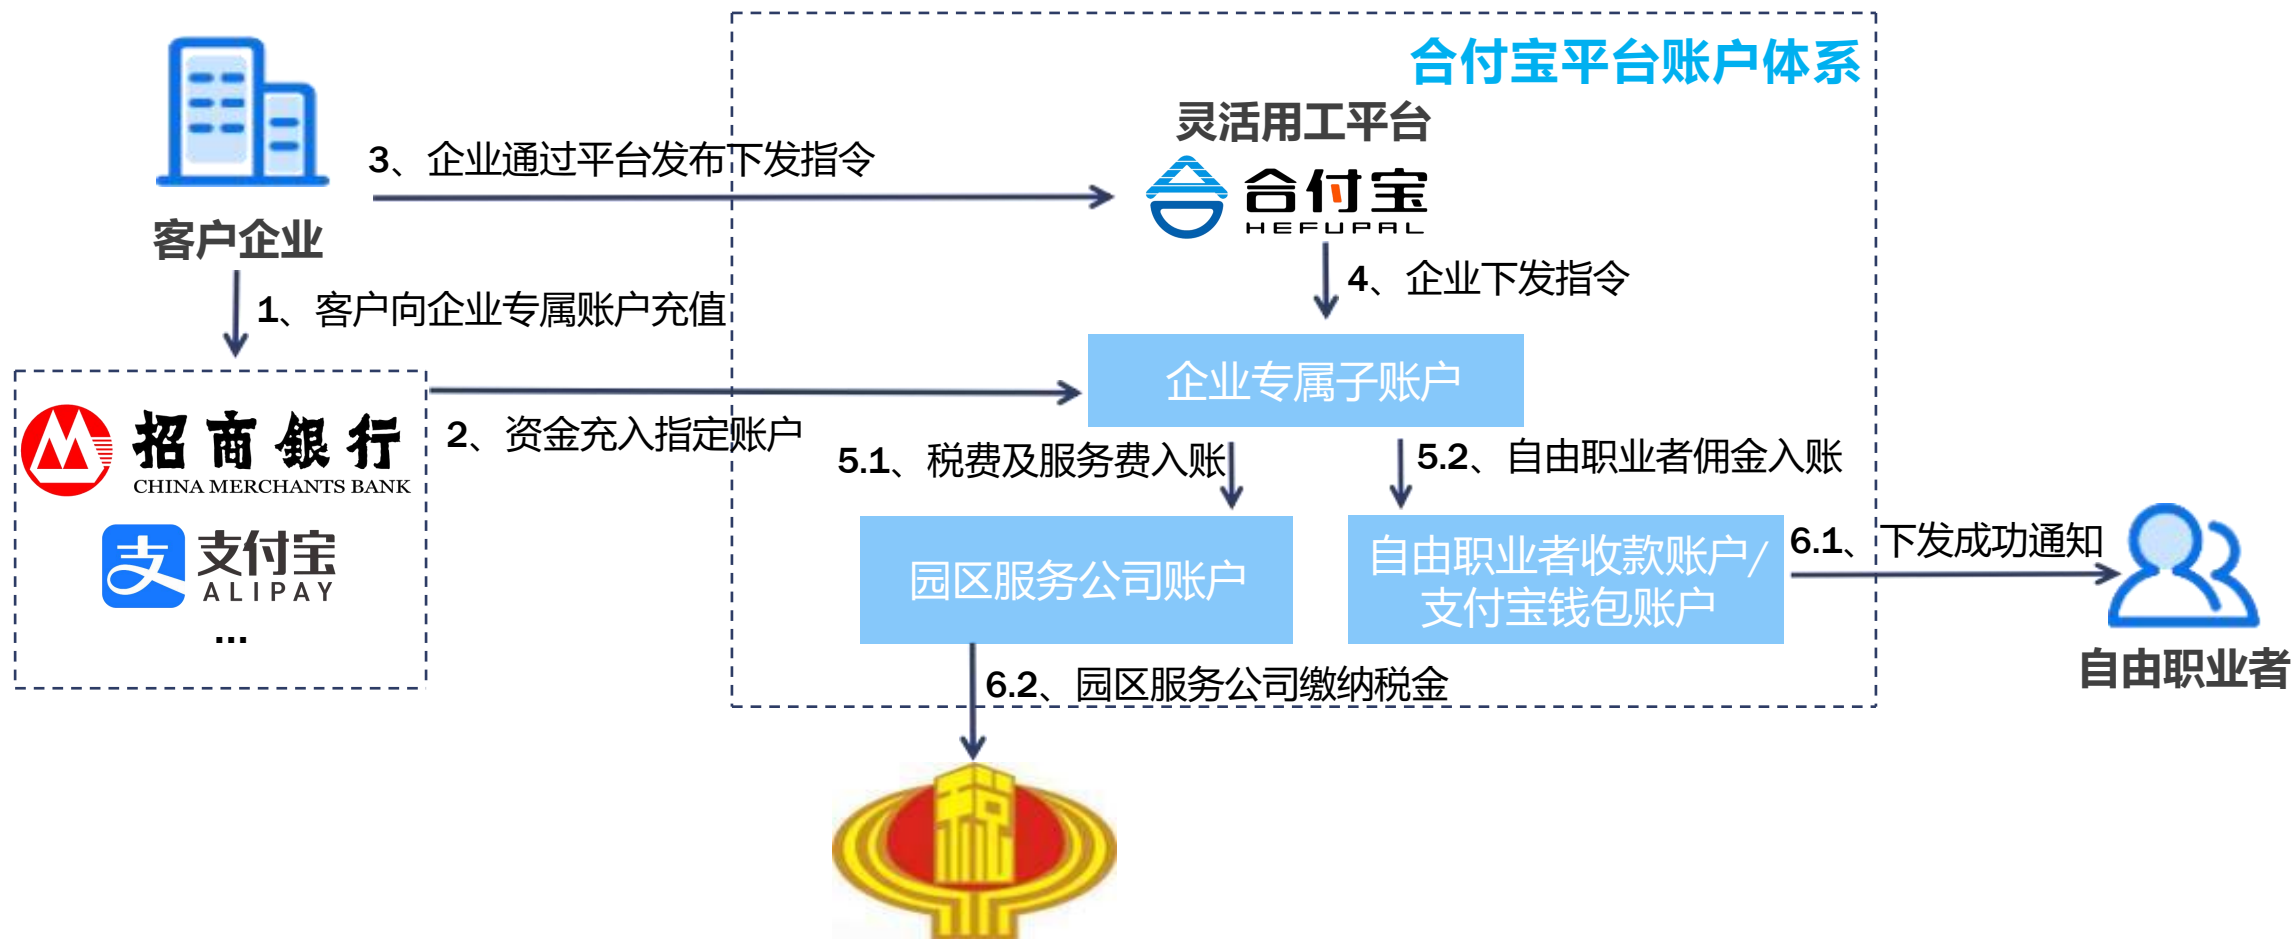 合付宝平台账户体系
灵活用工平台
合付宝
HEFUPAL
3、企业通过平台发布下发指令
客户企业
4、企业下发指令
1、客户向企业专属账户充值
企业专属子账户
招商銀行
CHINA MERCHANTS BANK
2、资金充入指定账户
5.1、税费及服务费入账
5.2、自由职业者佣金入账
支付宝
ALIPAY
...
园区服务公司账户
自由职业者收款账户/
支付宝钱包账户
6.1、下发成功通知
自由职业者
6.2、园区服务公司缴纳税金
税